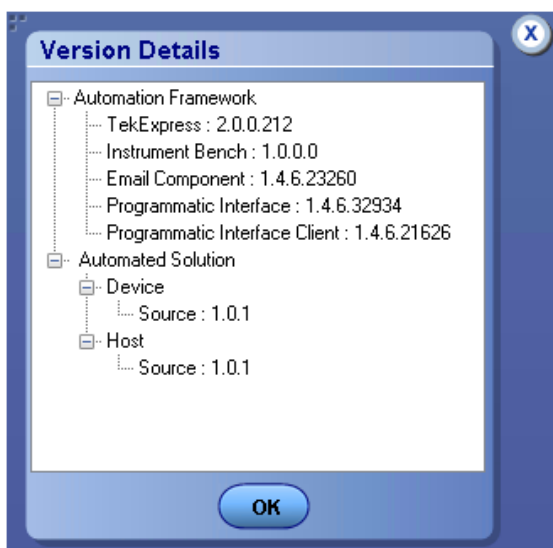 X
Version Details
Automation Framework
TekExpress : 2.0.0.212
Instrument Bench : 1.0.0.0
Email Component : 1.4.6.23260
Programmatic Interface : 1.4.6.32934
Programmatic Interface Client : 1.4.6.21626
Automated Solution
Device
Source : 1.0.1
Host
Source : 1.0.1
OK